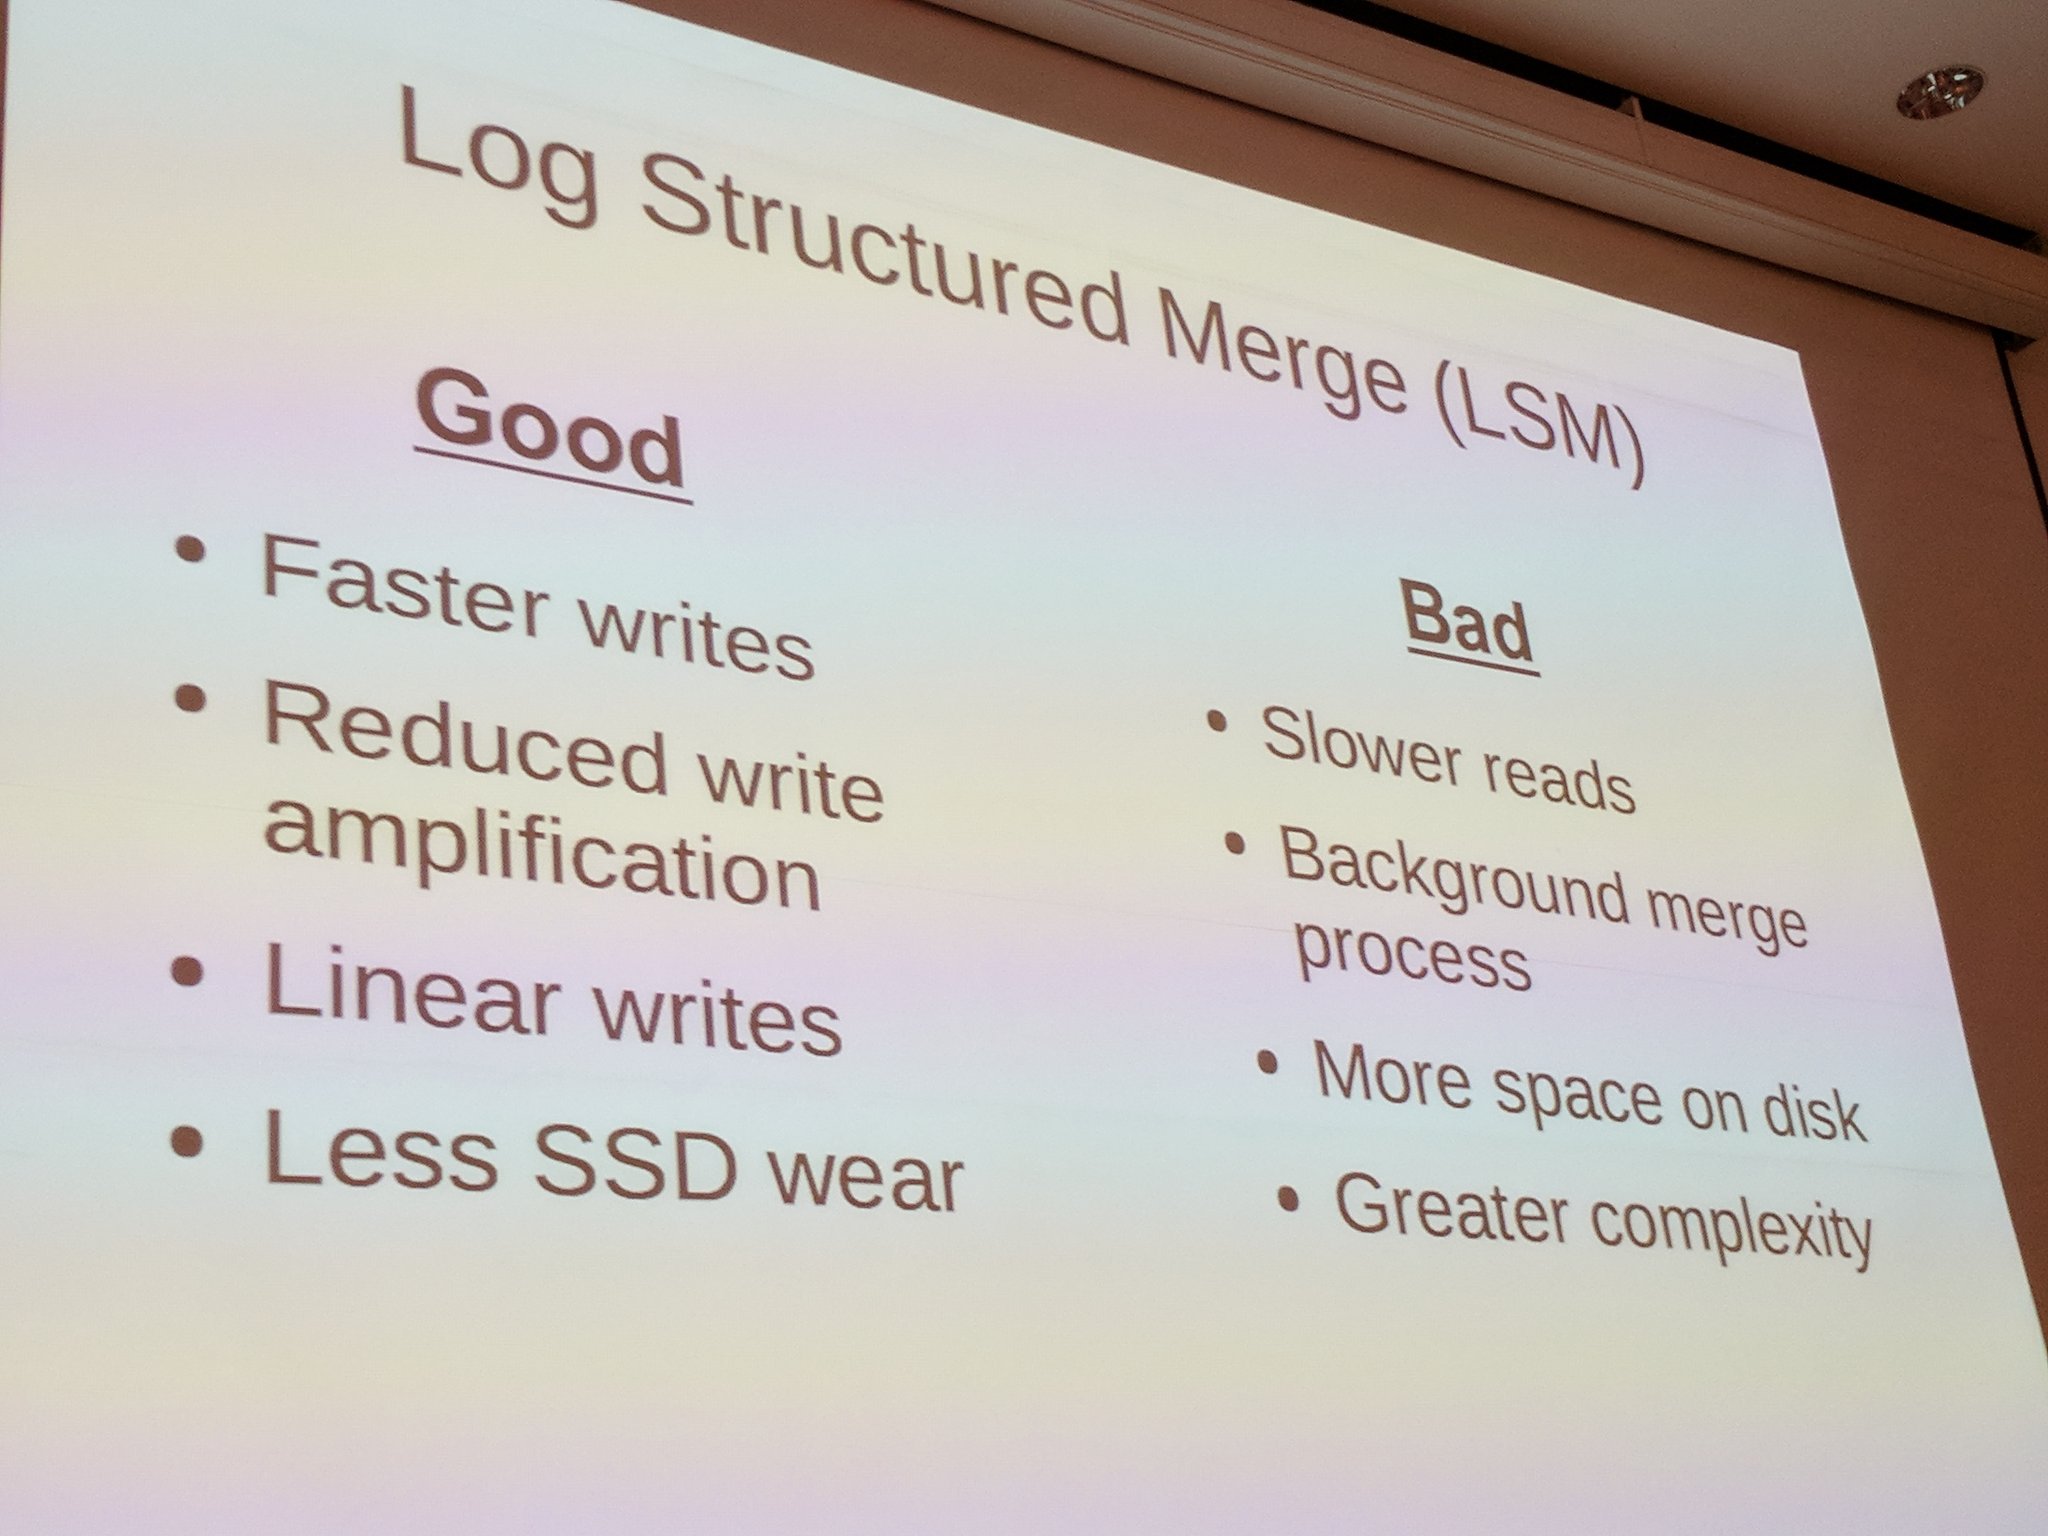 Log Structured Merge (LSM)
Good
• Faster writes
• Reduced write
amplification
• Linear writes
• Less SSD wear
Bad
• Slower reads
• Background merge
process
• More space on disk
• Greater complexity